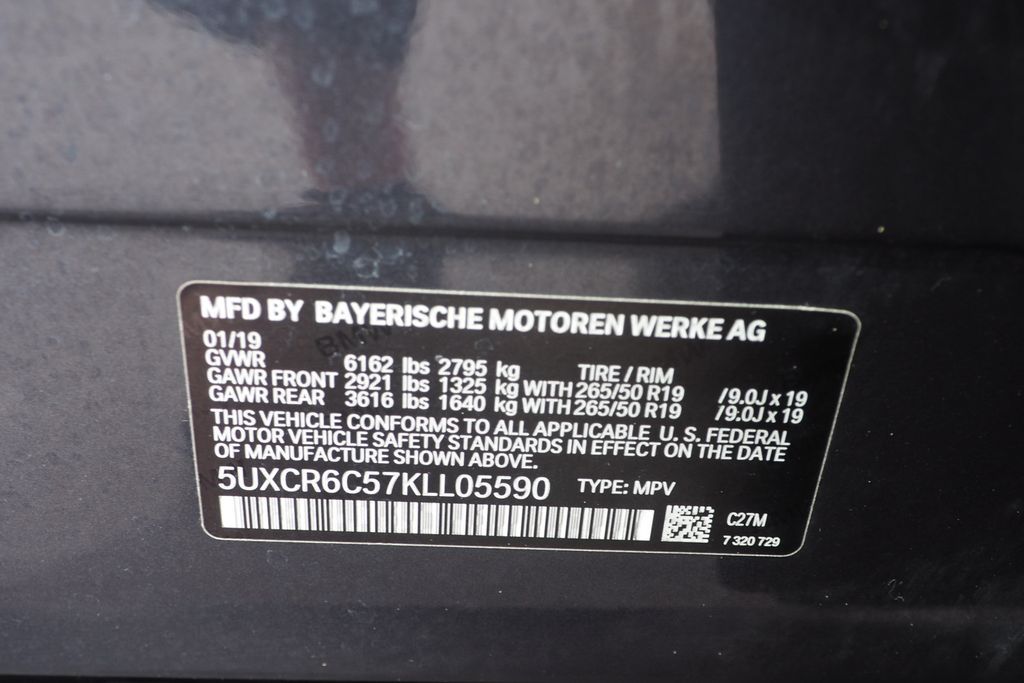 MFD BY BAYERISCHE MOTOREN WERKE AG
01/19
GVWR 6162 lbs 2795 kg TIRE / RIM
GAWR FRONT 2921 lbs 1325 kg WITH 265/50 R19 /9.0J x 19
GAWR REAR 3616 lbs 1640 kg WITH 265/50 R19 /9.0J x 19
THIS VEHICLE CONFORMS TO ALL APPLICABLE U. S. FEDERAL
MOTOR VEHICLE SAFETY STANDARDS IN EFFECT ON THE DATE
OF MANUFACTURE SHOWN ABOVE.
5UXCR6C57KLL05590 TYPE: MPV
C27M
7 320 729